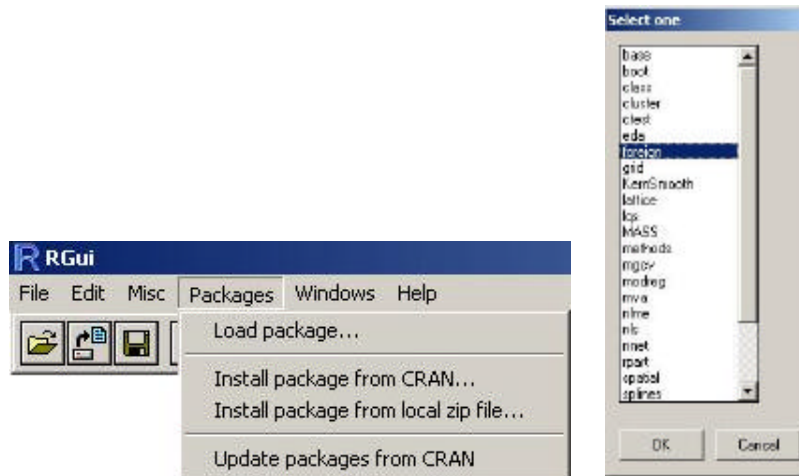 RGui
File Edit Misc Packages Windows Help
Load package...
Install package from CRAN...
Install package from local zip file...
Update packages from CRAN
Select one
base
boot
class
cluster
ctest
eda
foreign
grid
KernSmooth
lattice
lqs
MASS
methods
mgcv
modreg
mva
nlme
nls
nnet
rpart
spatial
splines
OK Cancel